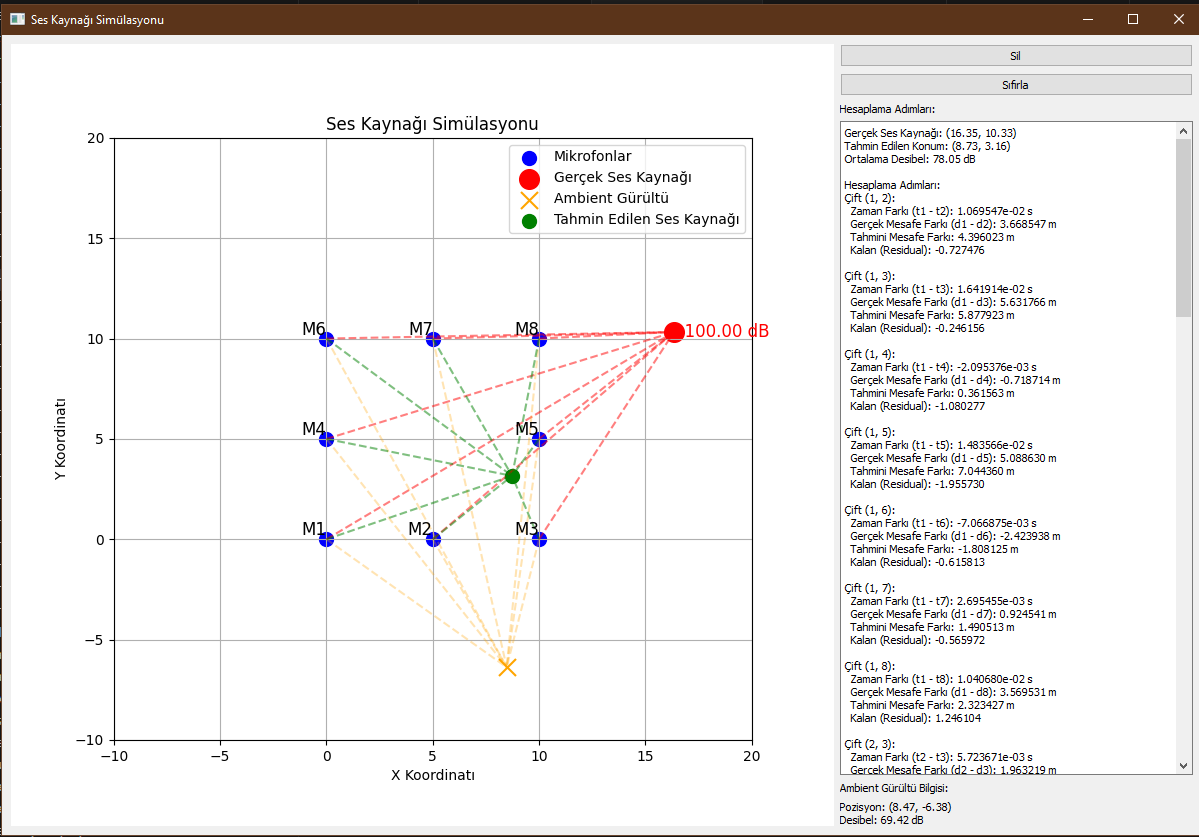 Ses Kaynağı Simülasyonu
Ses Kaynağı Simülasyonu
20
15
10
5
0
−5
−10
−10
−5
0
5
10
15
20
X Koordinatı
Y Koordinatı
Mikrofonlar
Gerçek Ses Kaynağı
Ambient Gürültü
Tahmin Edilen Ses Kaynağı
M6
M7
M8
100.00 dB
M4
M5
M1
M2
M3
Sil
Sıfırla
Hesaplama Adımları:
Gerçek Ses Kaynağı: (16.35, 10.33)
Tahmin Edilen Konum: (8.73, 3.16)
Ortalama Desibel: 78.05 dB
Hesaplama Adımları:
Çift (1, 2):
Zaman Farkı (t1 - t2): 1.069547e-02 s
Gerçek Mesafe Farkı (d1 - d2): 3.668547 m
Tahmini Mesafe Farkı: 4.396023 m
Kalan (Residual): -0.727476
Çift (1, 3):
Zaman Farkı (t1 - t3): 1.641914e-02 s
Gerçek Mesafe Farkı (d1 - d3): 5.631766 m
Tahmini Mesafe Farkı: 5.877923 m
Kalan (Residual): -0.246156
Çift (1, 4):
Zaman Farkı (t1 - t4): -2.095376e-03 s
Gerçek Mesafe Farkı (d1 - d4): -0.718714 m
Tahmini Mesafe Farkı: 0.361563 m
Kalan (Residual): -1.080277
Çift (1, 5):
Zaman Farkı (t1 - t5): 1.483566e-02 s
Gerçek Mesafe Farkı (d1 - d5): 5.088630 m
Tahmini Mesafe Farkı: 7.044360 m
Kalan (Residual): -1.955730
Çift (1, 6):
Zaman Farkı (t1 - t6): -7.066875e-03 s
Gerçek Mesafe Farkı (d1 - d6): -2.423938 m
Tahmini Mesafe Farkı: -1.808125 m
Kalan (Residual): -0.615813
Çift (1, 7):
Zaman Farkı (t1 - t7): 2.695455e-03 s
Gerçek Mesafe Farkı (d1 - d7): 0.924541 m
Tahmini Mesafe Farkı: 1.490513 m
Kalan (Residual): -0.565972
Çift (1, 8):
Zaman Farkı (t1 - t8): 1.040680e-02 s
Gerçek Mesafe Farkı (d1 - d8): 3.569531 m
Tahmini Mesafe Farkı: 2.323427 m
Kalan (Residual): 1.246104
Çift (2, 3):
Zaman Farkı (t2 - t3): 5.723671e-03 s
Gerçek Mesafe Farkı (d2 - d3): 1.963219 m
Ambient Gürültü Bilgisi:
Pozisyon: (8.47, -6.38)
Desibel: 69.42 dB